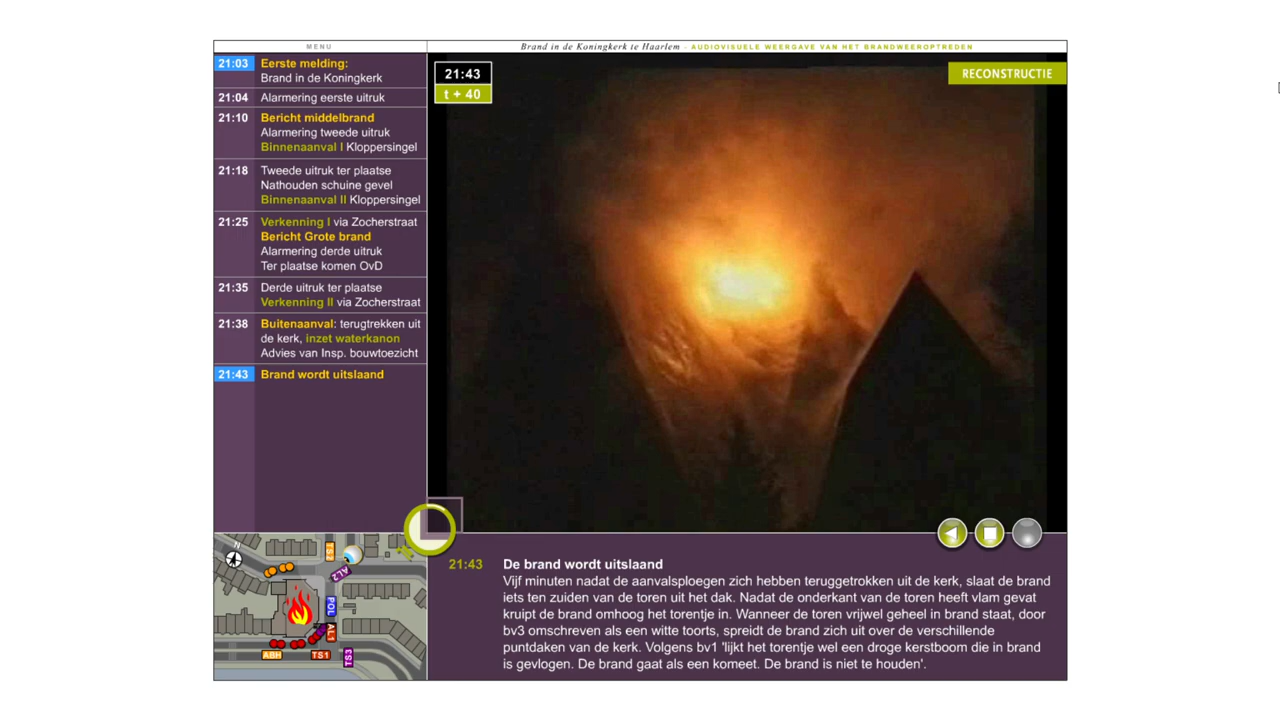 MENU
Brand in de Koningkerk te Haarlem - AUDIOVISUELE WEERGAVE VAN HET BRANDWEEROPTREDEN
21:03 Eerste melding:
Brand in de Koningkerk
21:04 Alarmering eerste uitruk
21:10 Bericht middelbrand
Alarmering tweede uitruk
Binnenaanval I Kloppersingel
21:18 Tweede uitruk ter plaatse
Nathouden schuine gevel
Binnenaanval II Kloppersingel
21:25 Verkenning I via Zocherstraat
Bericht Grote brand
Alarmering derde uitruk
Ter plaatse komen OvD
21:35 Derde uitruk ter plaatse
Verkenning II via Zocherstraat
21:38 Buitenaanval: terugtrekken uit
de kerk, inzet waterkanon
Advies van Insp. bouwtoezicht
21:43 Brand wordt uitslaand
21:43
t + 40
RECONSTRUCTIE
N
TS2
AL2
POL
AL1
ABH
TS1
TS3
21:43 De brand wordt uitslaand
Vijf minuten nadat de aanvalsploegen zich hebben teruggetrokken uit de kerk, slaat de brand
iets ten zuiden van de toren uit het dak. Nadat de onderkant van de toren heeft vlam gevat
kruipt de brand omhoog het torentje in. Wanneer de toren vrijwel geheel in brand staat, door
bv3 omschreven als een witte toorts, spreidt de brand zich uit over de verschillende
puntdaken van de kerk. Volgens bv1 'lijkt het torentje wel een droge kerstboom die in brand
is gevlogen. De brand gaat als een komeet. De brand is niet te houden'.